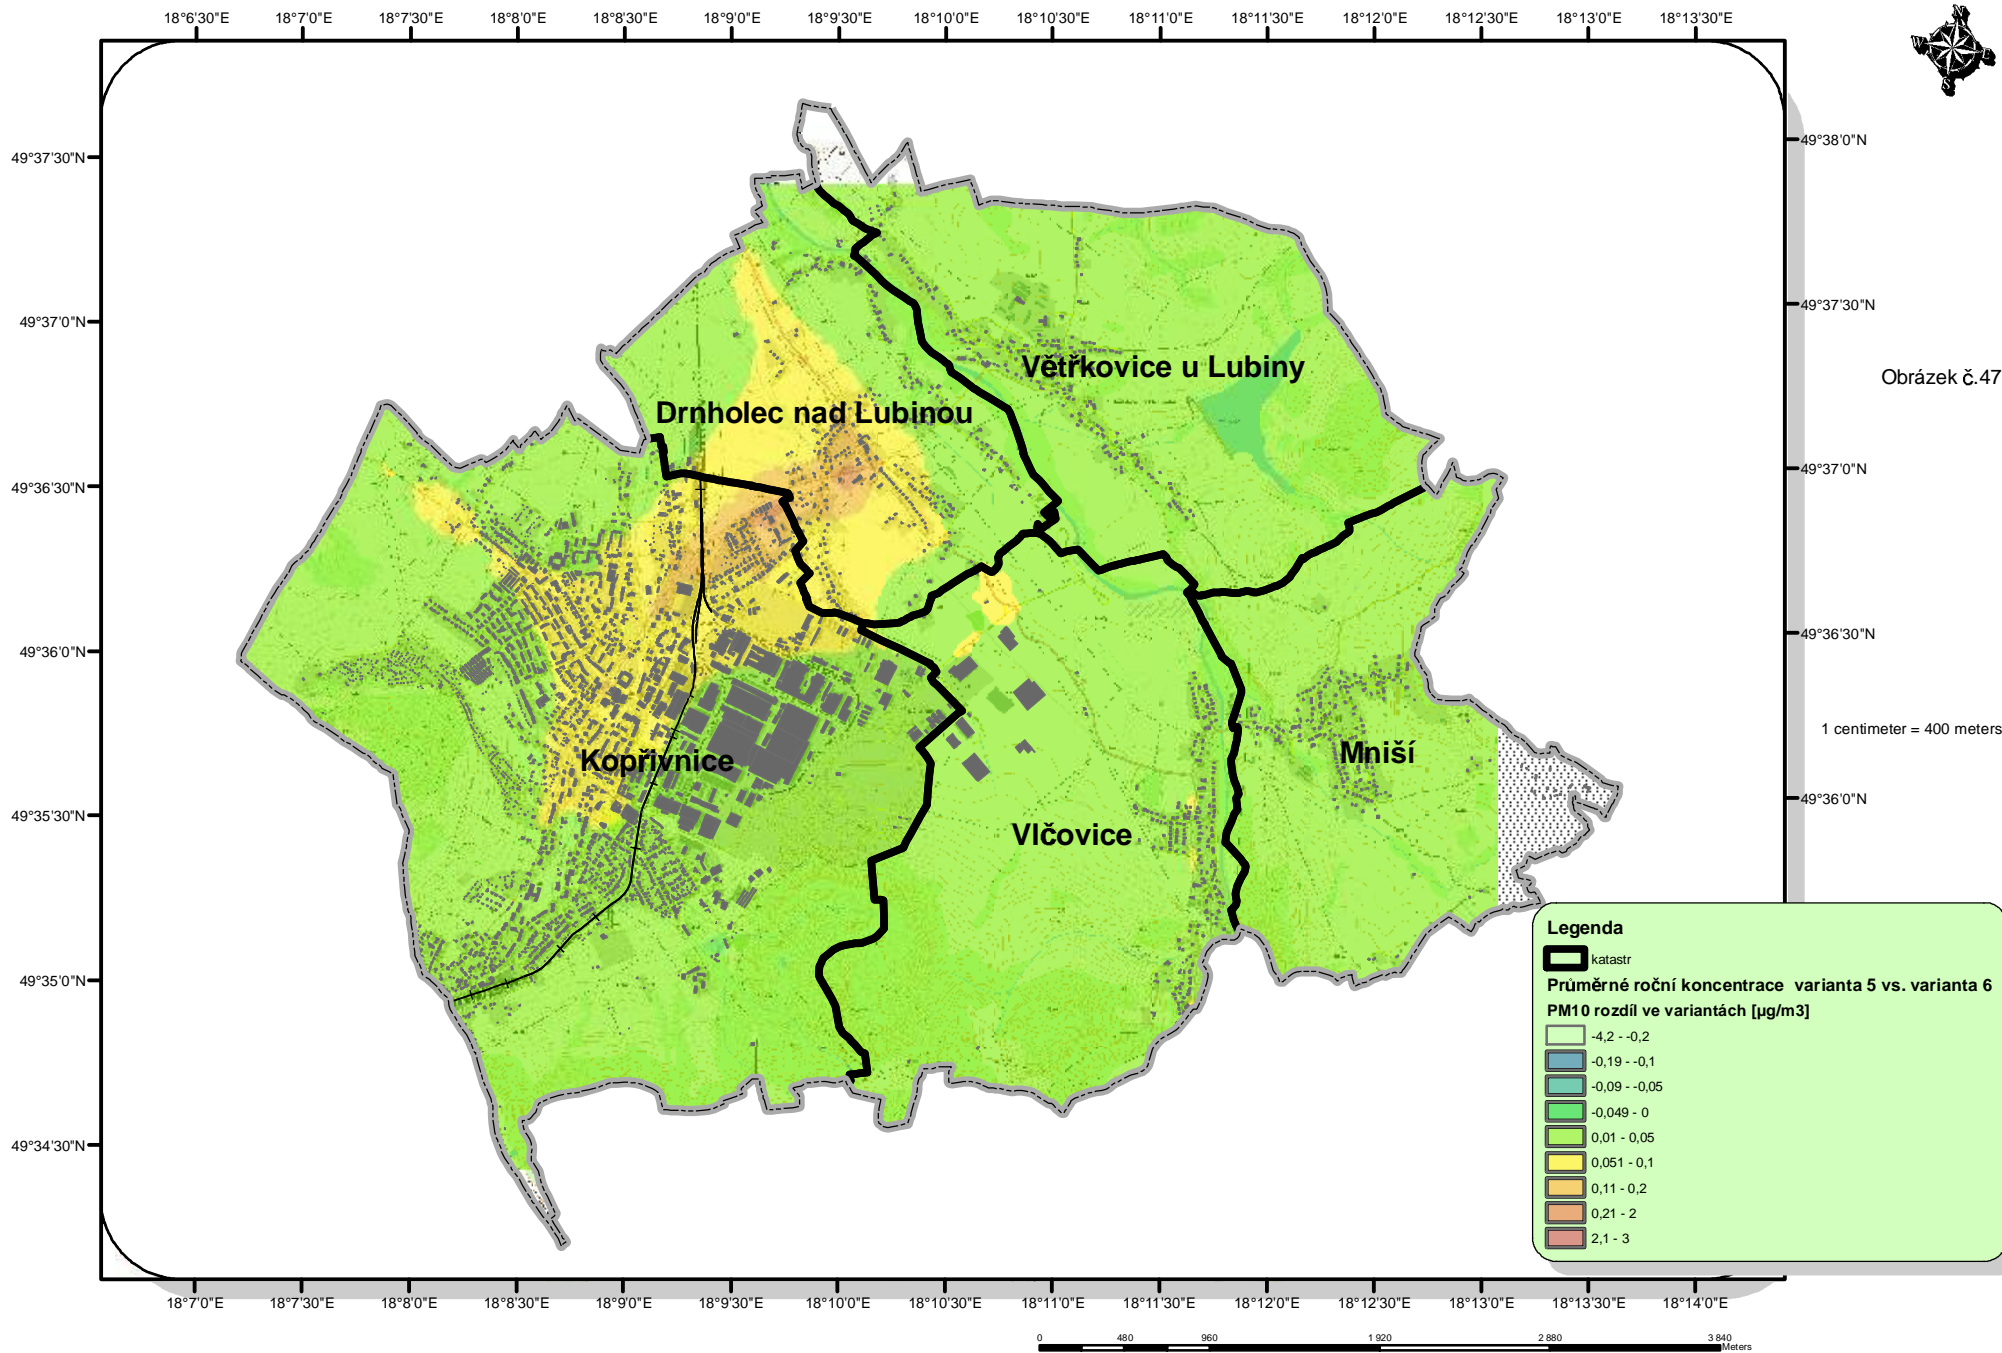 18°6'30"E 18°7'0"E 18°7'30"E 18°8'0"E 18°8'30"E 18°9'0"E 18°9'30"E 18°10'0"E 18°10'30"E 18°11'0"E 18°11'30"E 18°12'0"E 18°12'30"E 18°13'0"E 18°13'30"E
49°37'30"N
49°37'0"N
49°36'30"N
49°36'0"N
49°35'30"N
49°35'0"N
49°34'30"N
49°38'0"N
49°37'30"N
49°37'0"N
49°36'30"N
49°36'0"N
Obrázek č.47
1 centimeter = 400 meters
Větřkovice u Lubiny
Drnholec nad Lubinou
Kopřivnice
Vlčovice
Mniší
Legenda
katastr
Průměrné roční koncentrace varianta 5 vs. varianta 6
PM10 rozdíl ve variantách [µg/m3]
-4,2 - -0,2
-0,19 - -0,1
-0,09 - -0,05
-0,049 - 0
0,01 - 0,05
0,051 - 0,1
0,11 - 0,2
0,21 - 2
2,1 - 3
18°7'0"E 18°7'30"E 18°8'0"E 18°8'30"E 18°9'0"E 18°9'30"E 18°10'0"E 18°10'30"E 18°11'0"E 18°11'30"E 18°12'0"E 18°12'30"E 18°13'0"E 18°13'30"E 18°14'0"E
0 480 960 1 920 2 880 3 840
Meters